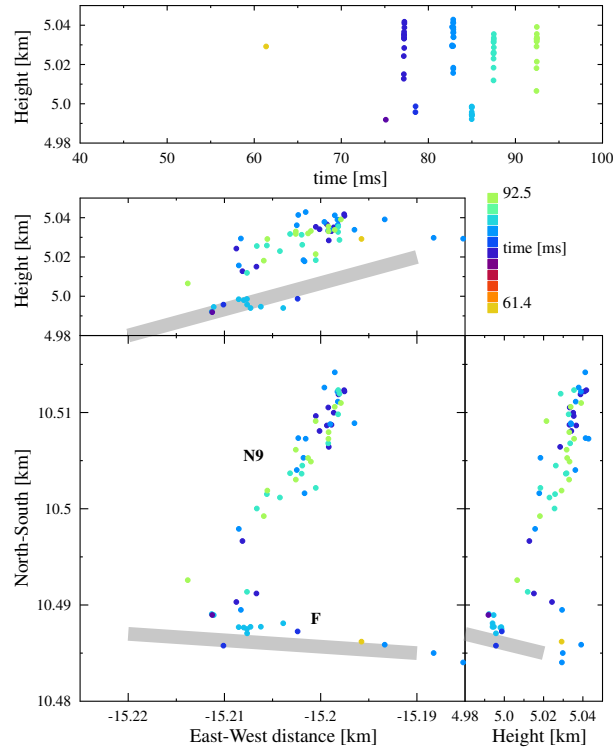 5.04
5.02
5.0
4.98
Height [km]
40 50 60 70 80 90 100
time [ms]
5.04
5.02
5.0
4.98
Height [km]
92.5
time [ms]
61.4
10.51
10.5
10.49
10.48
North-South [km]
N9
F
-15.22 -15.21 -15.2 -15.19 4.98 5.0 5.02 5.04
East-West distance [km] Height [km]